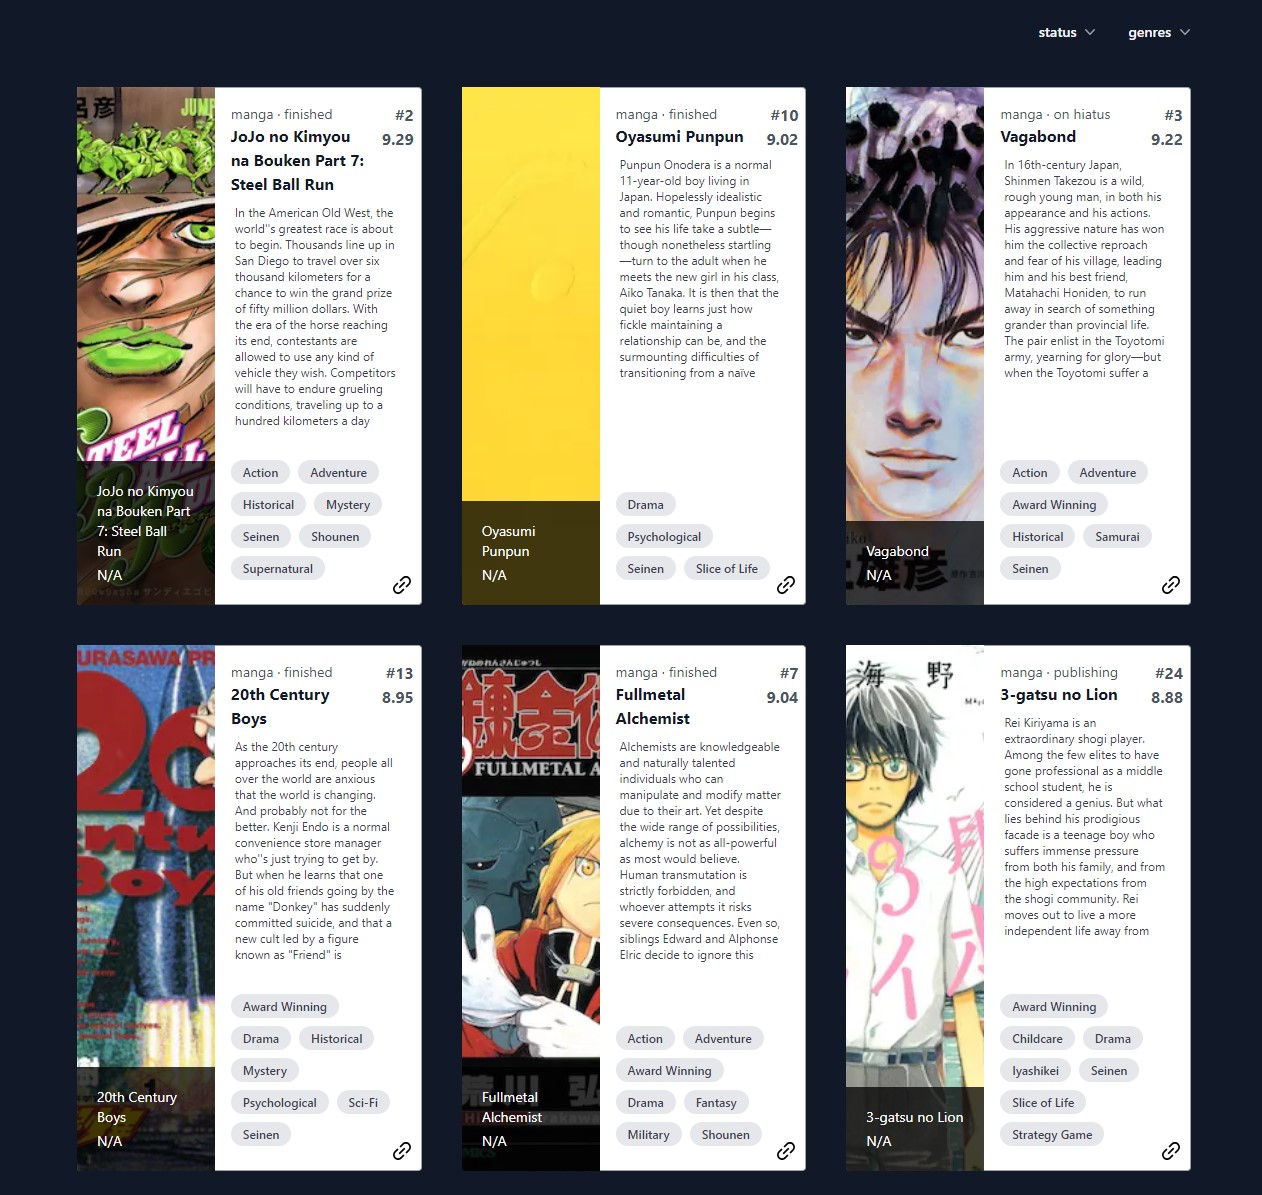 status
genres
呂彦
JUMP
STEEL
BALL
JoJo no Kimyou
na Bouken Part
7: Steel Ball
Run
N/A
manga · finished
#2
JoJo no Kimyou
na Bouken Part 7:
Steel Ball Run
9.29
In the American Old West, the
world''s greatest race is about
to begin. Thousands line up in
San Diego to travel over six
thousand kilometers for a
chance to win the grand prize
of fifty million dollars. With
the era of the horse reaching
its end, contestants are
allowed to use any kind of
vehicle they wish. Competitors
will have to endure grueling
conditions, traveling up to a
hundred kilometers a day
Action
Adventure
Historical
Mystery
Seinen
Shounen
Supernatural
Oyasumi
Punpun
N/A
manga · finished
#10
Oyasumi Punpun
9.02
Punpun Onodera is a normal
11-year-old boy living in
Japan. Hopelessly idealistic
and romantic, Punpun begins
to see his life take a subtle—
though nonetheless startling
—turn to the adult when he
meets the new girl in his class,
Aiko Tanaka. It is then that the
quiet boy learns just how
fickle maintaining a
relationship can be, and the
surmounting difficulties of
transitioning from a naïve
Drama
Psychological
Seinen
Slice of Life
雄彦
Vagabond
N/A
manga · on hiatus
#3
Vagabond
9.22
In 16th-century Japan,
Shinmen Takezou is a wild,
rough young man, in both his
appearance and his actions.
His aggressive nature has won
him the collective reproach
and fear of his village, leading
him and his best friend,
Matahachi Honiden, to run
away in search of something
grander than provincial life.
The pair enlist in the Toyotomi
army, yearning for glory—but
when the Toyotomi suffer a
Action
Adventure
Award Winning
Historical
Samurai
Seinen
URASAWA PR
20
Boy
20th Century
Boys
N/A
manga · finished
#13
20th Century
Boys
8.95
As the 20th century
approaches its end, people all
over the world are anxious
that the world is changing.
And probably not for the
better. Kenji Endo is a normal
convenience store manager
who''s just trying to get by.
But when he learns that one
of his old friends going by the
name "Donkey" has suddenly
committed suicide, and that a
new cult led by a figure
known as "Friend" is
Award Winning
Drama
Historical
Mystery
Psychological
Sci-Fi
Seinen
錬金
FULLMETAL A
荒川 弘
Fullmetal
Alchemist
N/A
manga · finished
#7
Fullmetal
Alchemist
9.04
Alchemists are knowledgeable
and naturally talented
individuals who can
manipulate and modify matter
due to their art. Yet despite
the wide range of possibilities,
alchemy is not as all-powerful
as most would believe.
Human transmutation is
strictly forbidden, and
whoever attempts it risks
severe consequences. Even so,
siblings Edward and Alphonse
Elric decide to ignore this
Action
Adventure
Award Winning
Drama
Fantasy
Military
Shounen
海野
3
月
イ
3-gatsu no Lion
N/A
manga · publishing
#24
3-gatsu no Lion
8.88
Rei Kiriyama is an
extraordinary shogi player.
Among the few elites to have
gone professional as a middle
school student, he is
considered a genius. But what
lies behind his prodigious
facade is a teenage boy who
suffers immense pressure
from both his family, and from
the high expectations from
the shogi community. Rei
moves out to live a more
independent life away from
Award Winning
Childcare
Drama
Iyashikei
Seinen
Slice of Life
Strategy Game